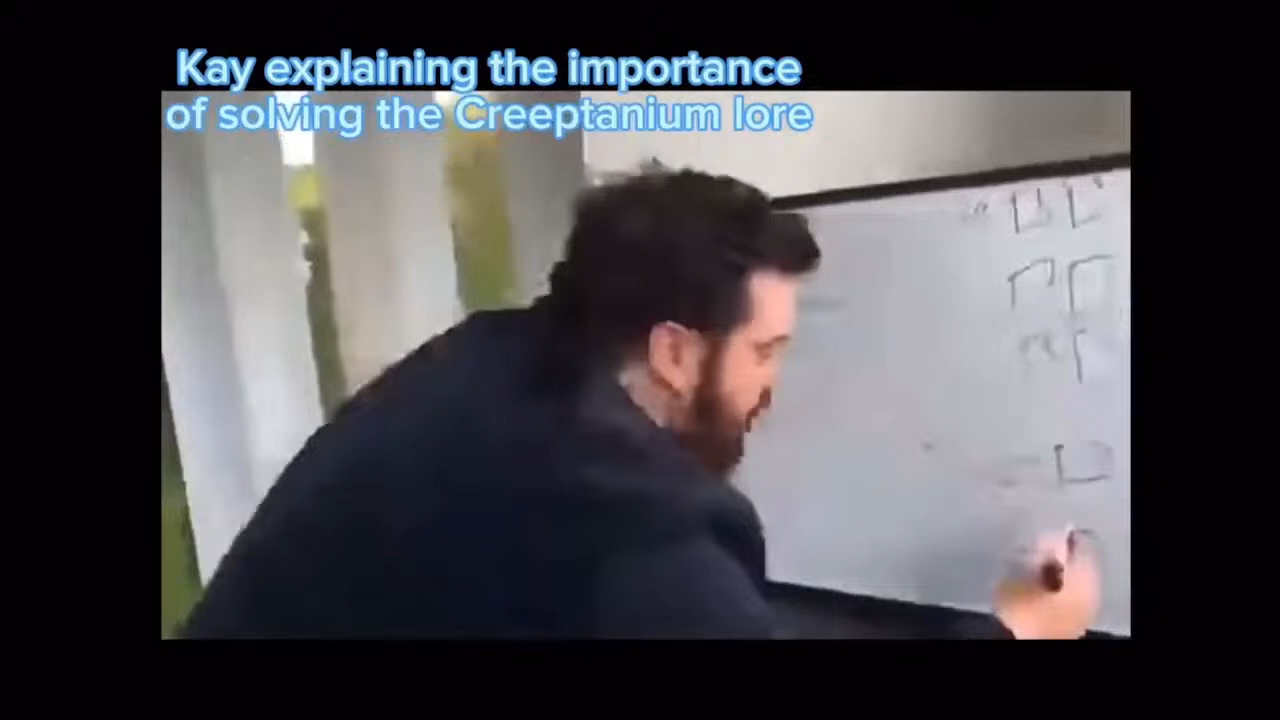 Kay explaining the importance
of solving the Creeptanium lore